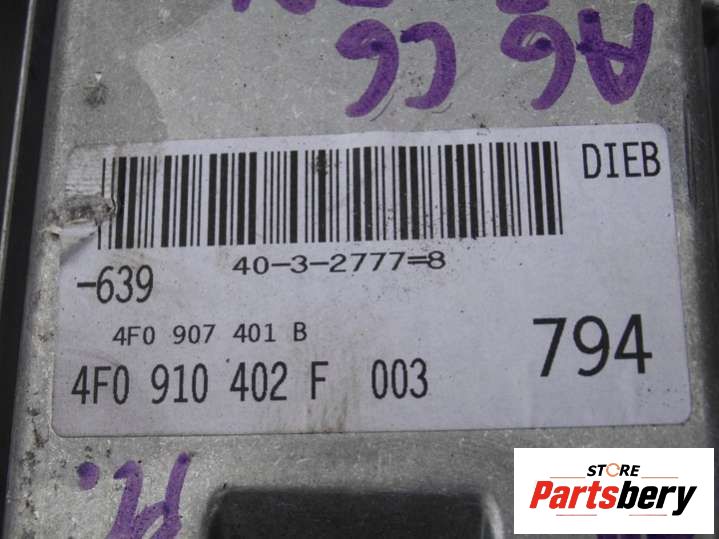 A6 C6
DIEB
40-3-2777=8
-639
4F0 907 401 B
794
4F0 910 402 F 003
STORE
Partsbery